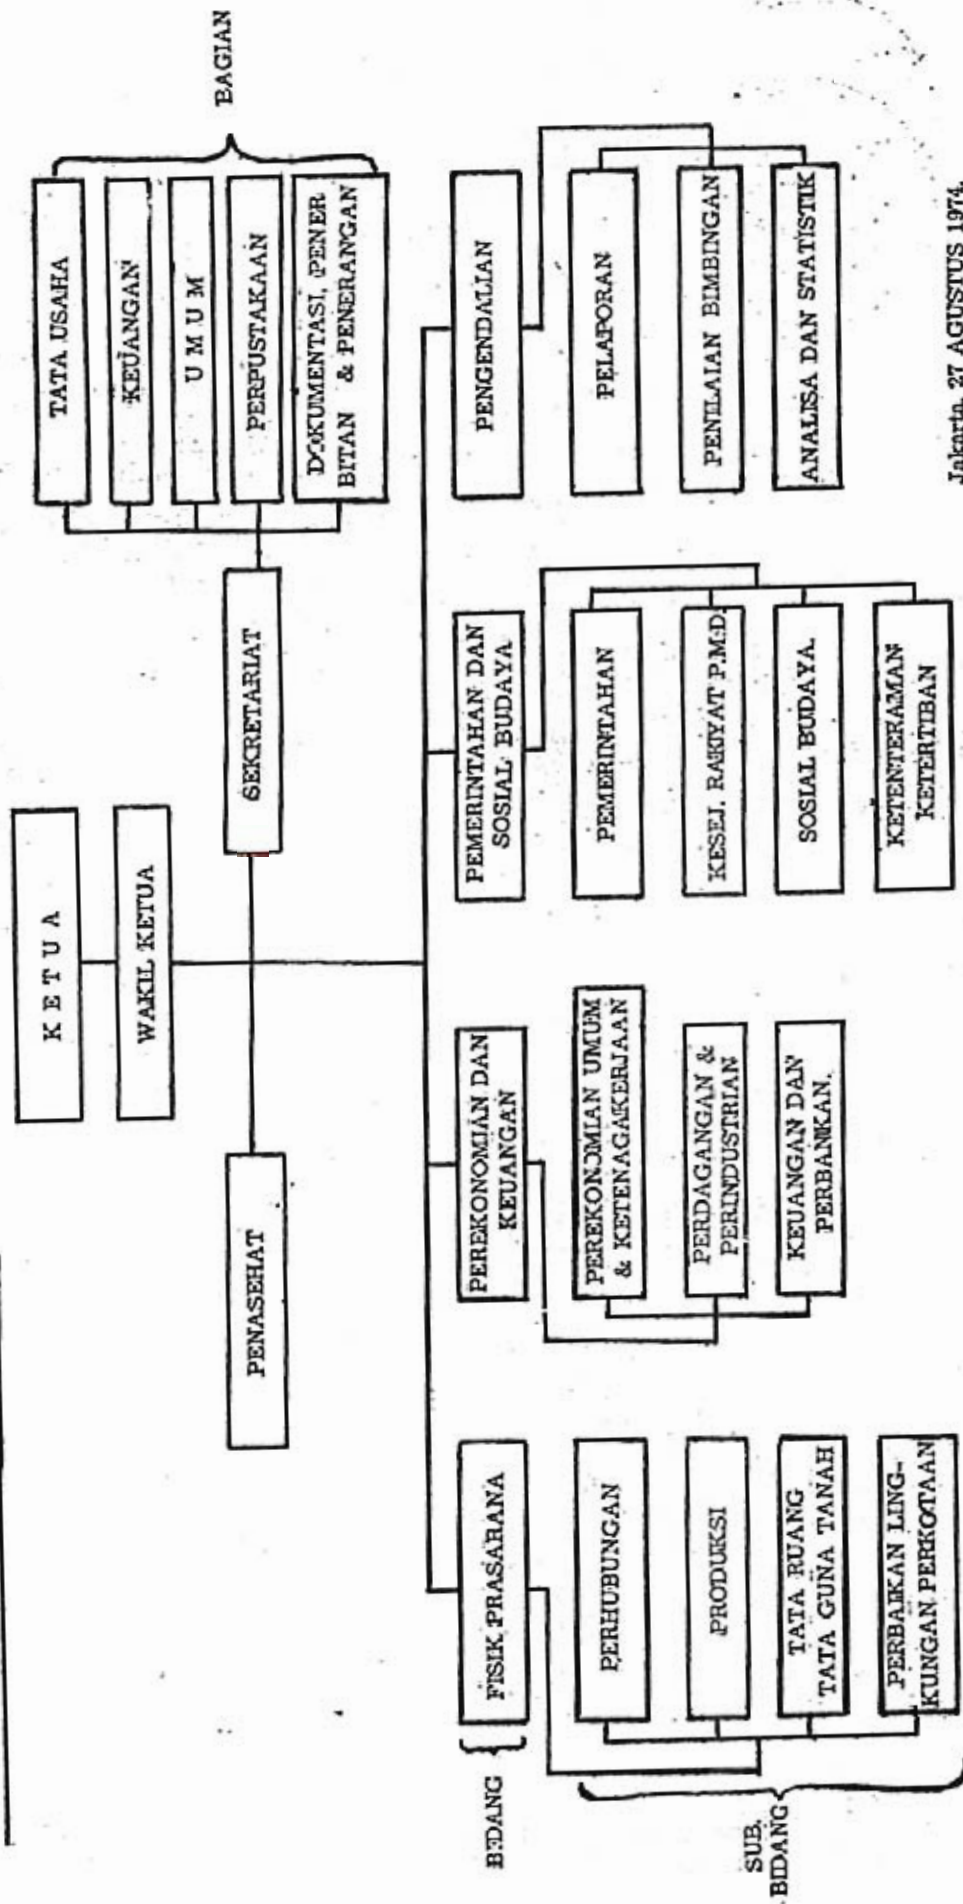 K E T U A
WAKIL KETUA
PENASEHAT
SEKRETARIAT
TATA USAHA
KEUANGAN
U M U M
PERPUSTAKAAN
DOKUMENTASI, PENER
BITAN & PENERANGAN
BAGIAN
BIDANG
FISIK PRASARANA
PEREKONOMIAN DAN
KEUANGAN
PEMERINTAHAN DAN
SOSIAL BUDAYA
PENGENDALIAN
SUB.
BIDANG
PERHUBUNGAN
PRODUKSI
TATA RUANG
TATA GUNA TANAH
PERBAIKAN LING-
KUNGAN PERKOTAAN
PEREKONOMIAN UMUM
& KETENAGAKERJAAN
PERDAGANGAN &
PERINDUSTRIAN
KEUANGAN DAN
PERBANKAN.
PEMERINTAHAN
KESEJ. RAKIYAT P.M.D.
SOSIAL BUDAYA.
KETENTERAMAN
KETERTIBAN
PELAPORAN
PENILAIAN BIMBINGAN
ANALISA DAN STATISTIK
Jakarta, 27 AGUSTUS 1974.